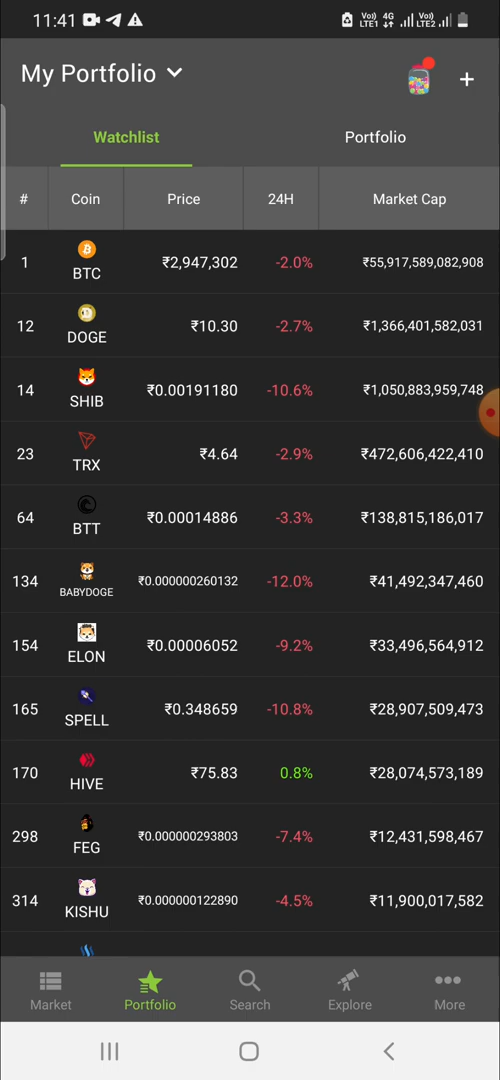 11:41 Vo)) LTE1 4G Vo)) LTE2
My Portfolio
Watchlist Portfolio
# Coin Price 24H Market Cap
1 BTC ₹2,947,302 -2.0% ₹55,917,589,082,908
12 DOGE ₹10.30 -2.7% ₹1,366,401,582,031
14 SHIB ₹0.00191180 -10.6% ₹1,050,883,959,748
23 TRX ₹4.64 -2.9% ₹472,606,422,410
64 BTT ₹0.00014886 -3.3% ₹138,815,186,017
134 BABYDOGE ₹0.000000260132 -12.0% ₹41,492,347,460
154 ELON ₹0.00006052 -9.2% ₹33,496,564,912
165 SPELL ₹0.348659 -10.8% ₹28,907,509,473
170 HIVE ₹75.83 0.8% ₹28,074,573,189
298 FEG ₹0.000000293803 -7.4% ₹12,431,598,467
314 KISHU ₹0.000000122890 -4.5% ₹11,900,017,582
Market Portfolio Search Explore More